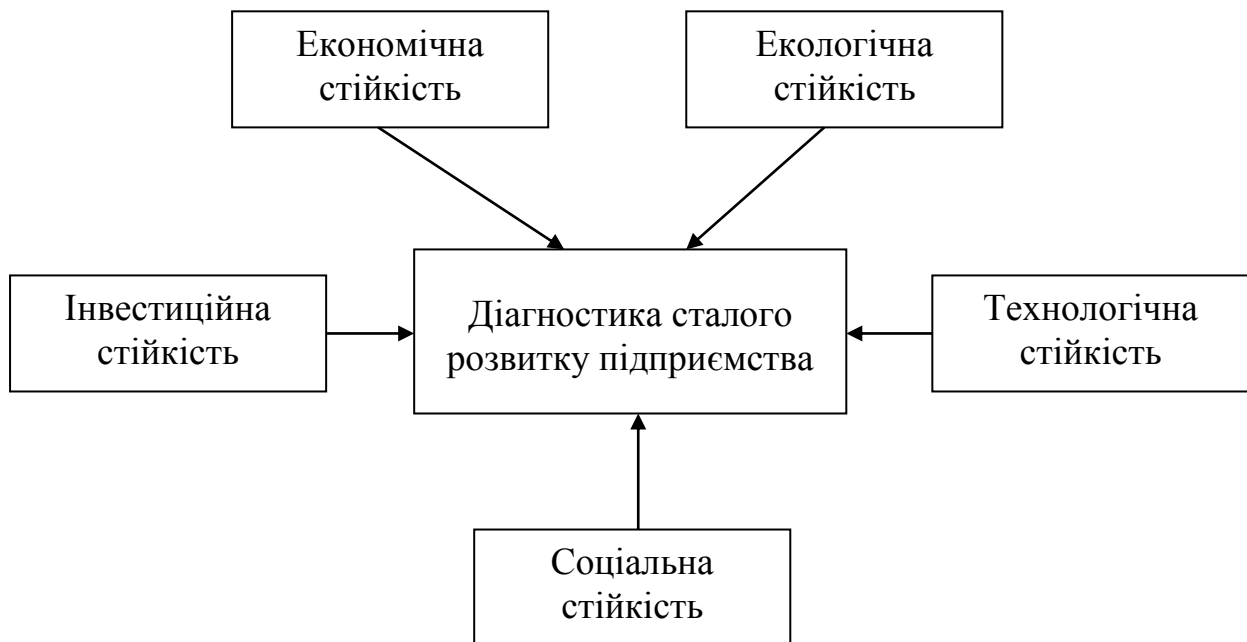 Економічна
стійкість
Екологічна
стійкість
Інвестиційна
стійкість
Діагностика сталого
розвитку підприємства
Технологічна
стійкість
Соціальна
стійкість